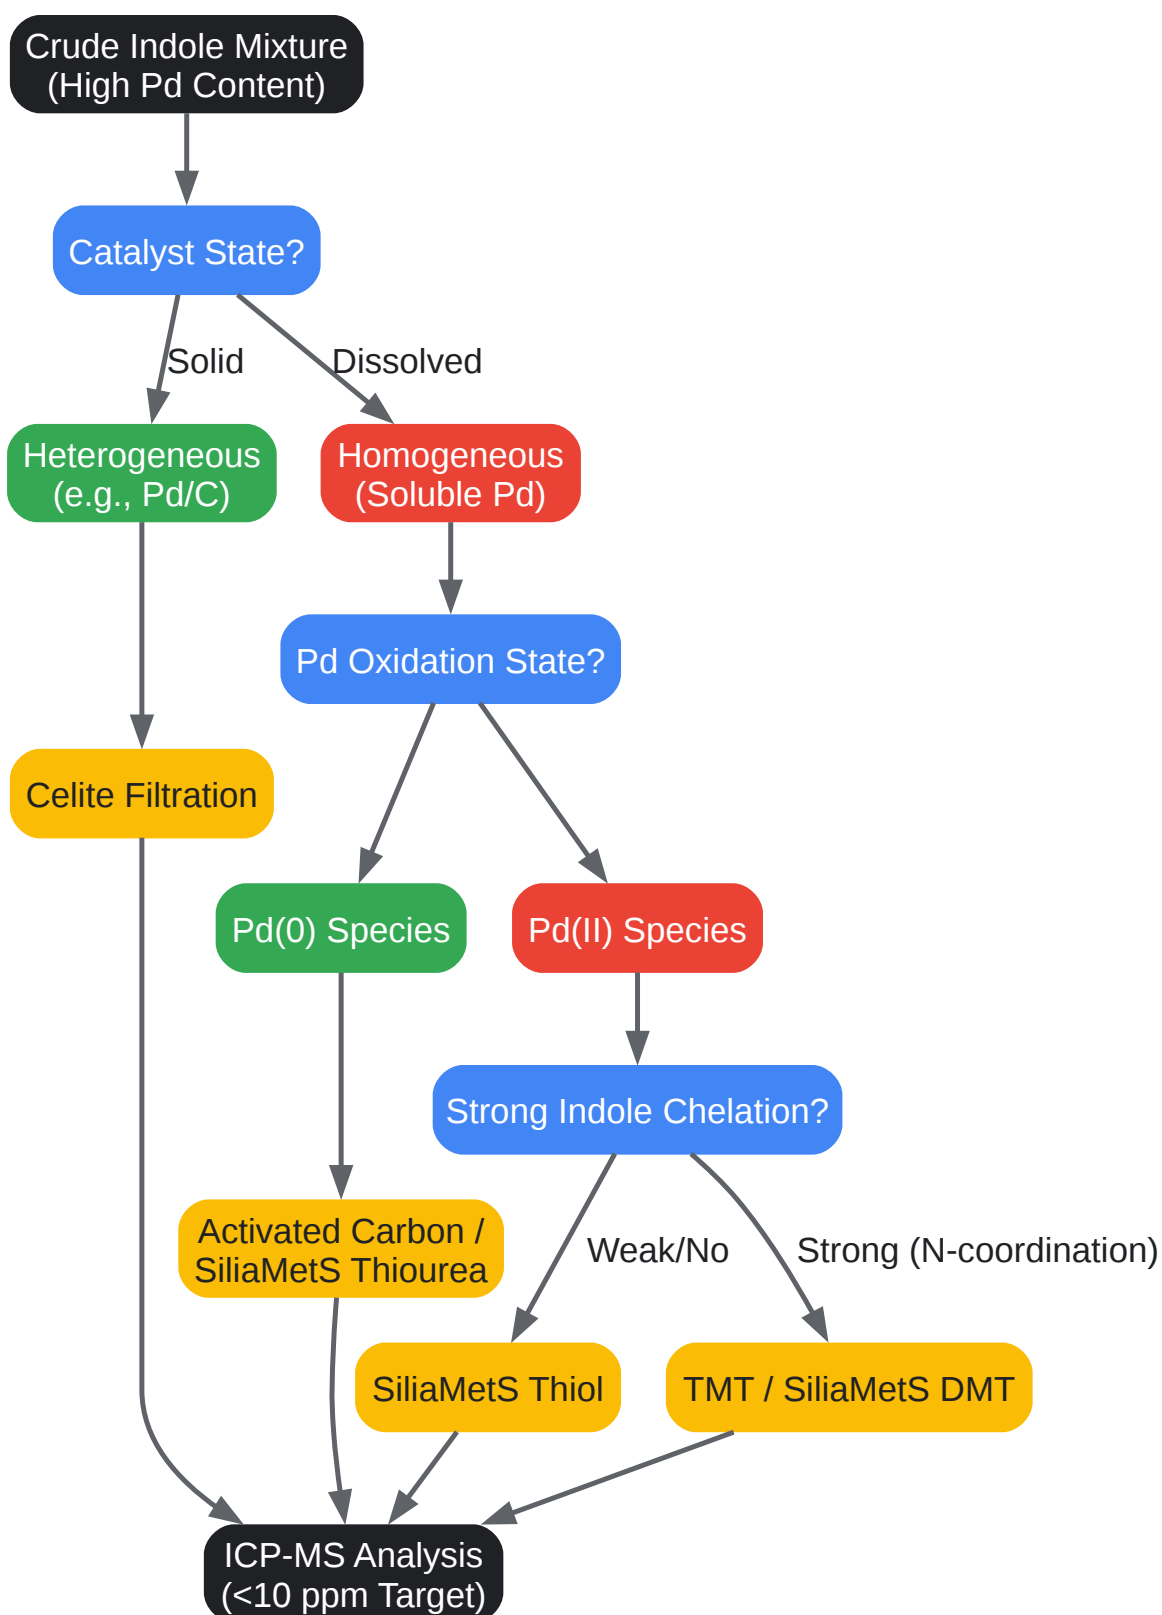 Crude Indole Mixture
(High Pd Content)
Catalyst State?
Solid
Dissolved
Heterogeneous
(e.g., Pd/C)
Homogeneous
(Soluble Pd)
Pd Oxidation State?
Celite Filtration
Pd(0) Species
Pd(II) Species
Strong Indole Chelation?
Activated Carbon /
SiliaMetS Thiourea
Weak/No
Strong (N-coordination)
SiliaMetS Thiol
TMT / SiliaMetS DMT
ICP-MS Analysis
(<10 ppm Target)